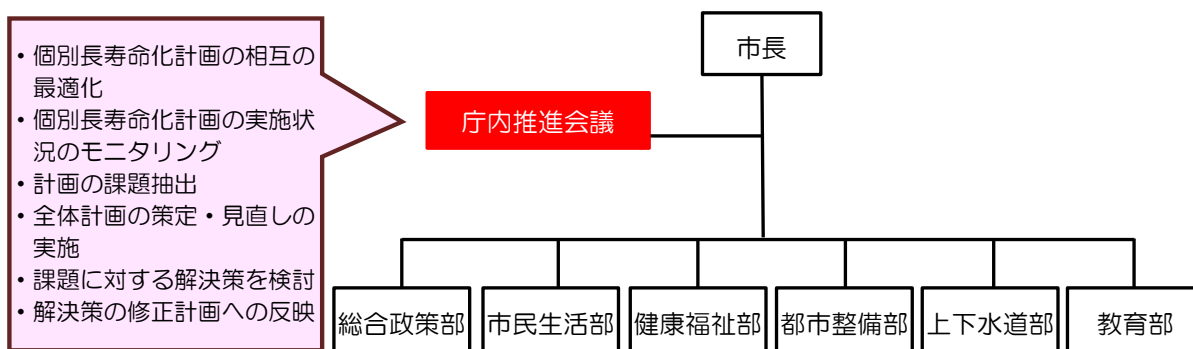 ・個別長寿命化計画の相互の
最適化
・個別長寿命化計画の実施状
況のモニタリング
・計画の課題抽出
・全体計画の策定・見直しの
実施
・課題に対する解決策を検討
・解決策の修正計画への反映
市長
庁内推進会議
総合政策部
市民生活部
健康福祉部
都市整備部
上下水道部
教育部